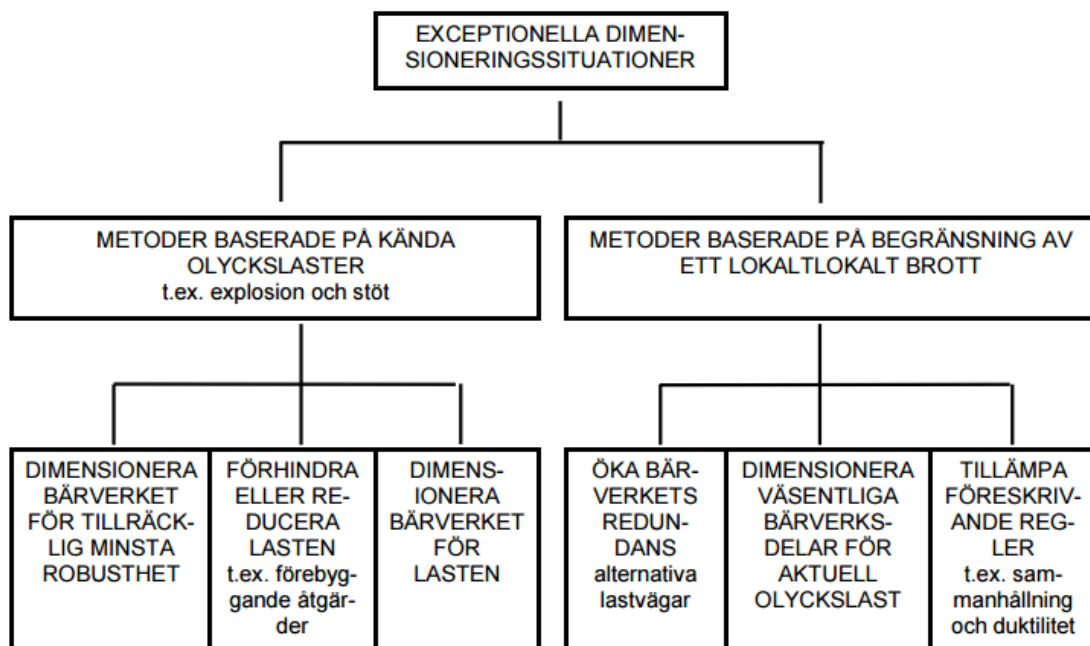 EXCEPTIONELLA DIMEN-
SIONERINGSSITUATIONER
METODER BASERADE PÅ KÄNDA
OLYCKSLASTER
t.ex. explosion och stöt
METODER BASERADE PÅ BEGRÄNSNING AV
ETT LOKALTLOKALT BROTT
DIMENSIONERA
BÄRVERKET
FÖR TILLRÄCK-
LIG MINSTA
ROBUSTHET
FÖRHINDRA
ELLER RE-
DUCERA
LASTEN
t.ex. förebyg-
gande åtgär-
der
DIMENS-
IONERA
BÄRVERKET
FÖR
LASTEN
ÖKA BÄR-
VERKETS
REDUN-
DANS
alternativa
lastvägar
DIMENSIONERA
VÄSENTLIGA
BÄRVERKS-
DELAR FÖR
AKTUELL
OLYCKSLAST
TILLÄMPA
FÖRESKRIV-
ANDE REG-
LER
t.ex. sam-
manhållning
och duktilitet